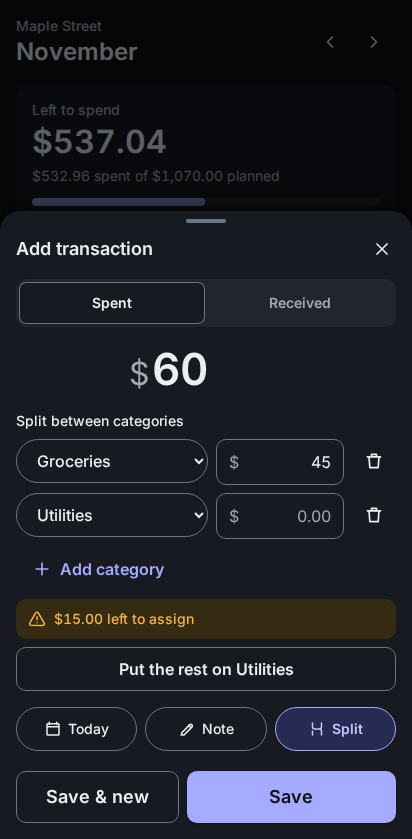 Maple Street
November
Left to spend
$537.04
$532.96 spent of $1,070.00 planned
Add transaction
Spent Received
$60
Split between categories
Groceries $ 45
Utilities $ 0.00
Add category
$15.00 left to assign
Put the rest on Utilities
Today Note Split
Save & new Save